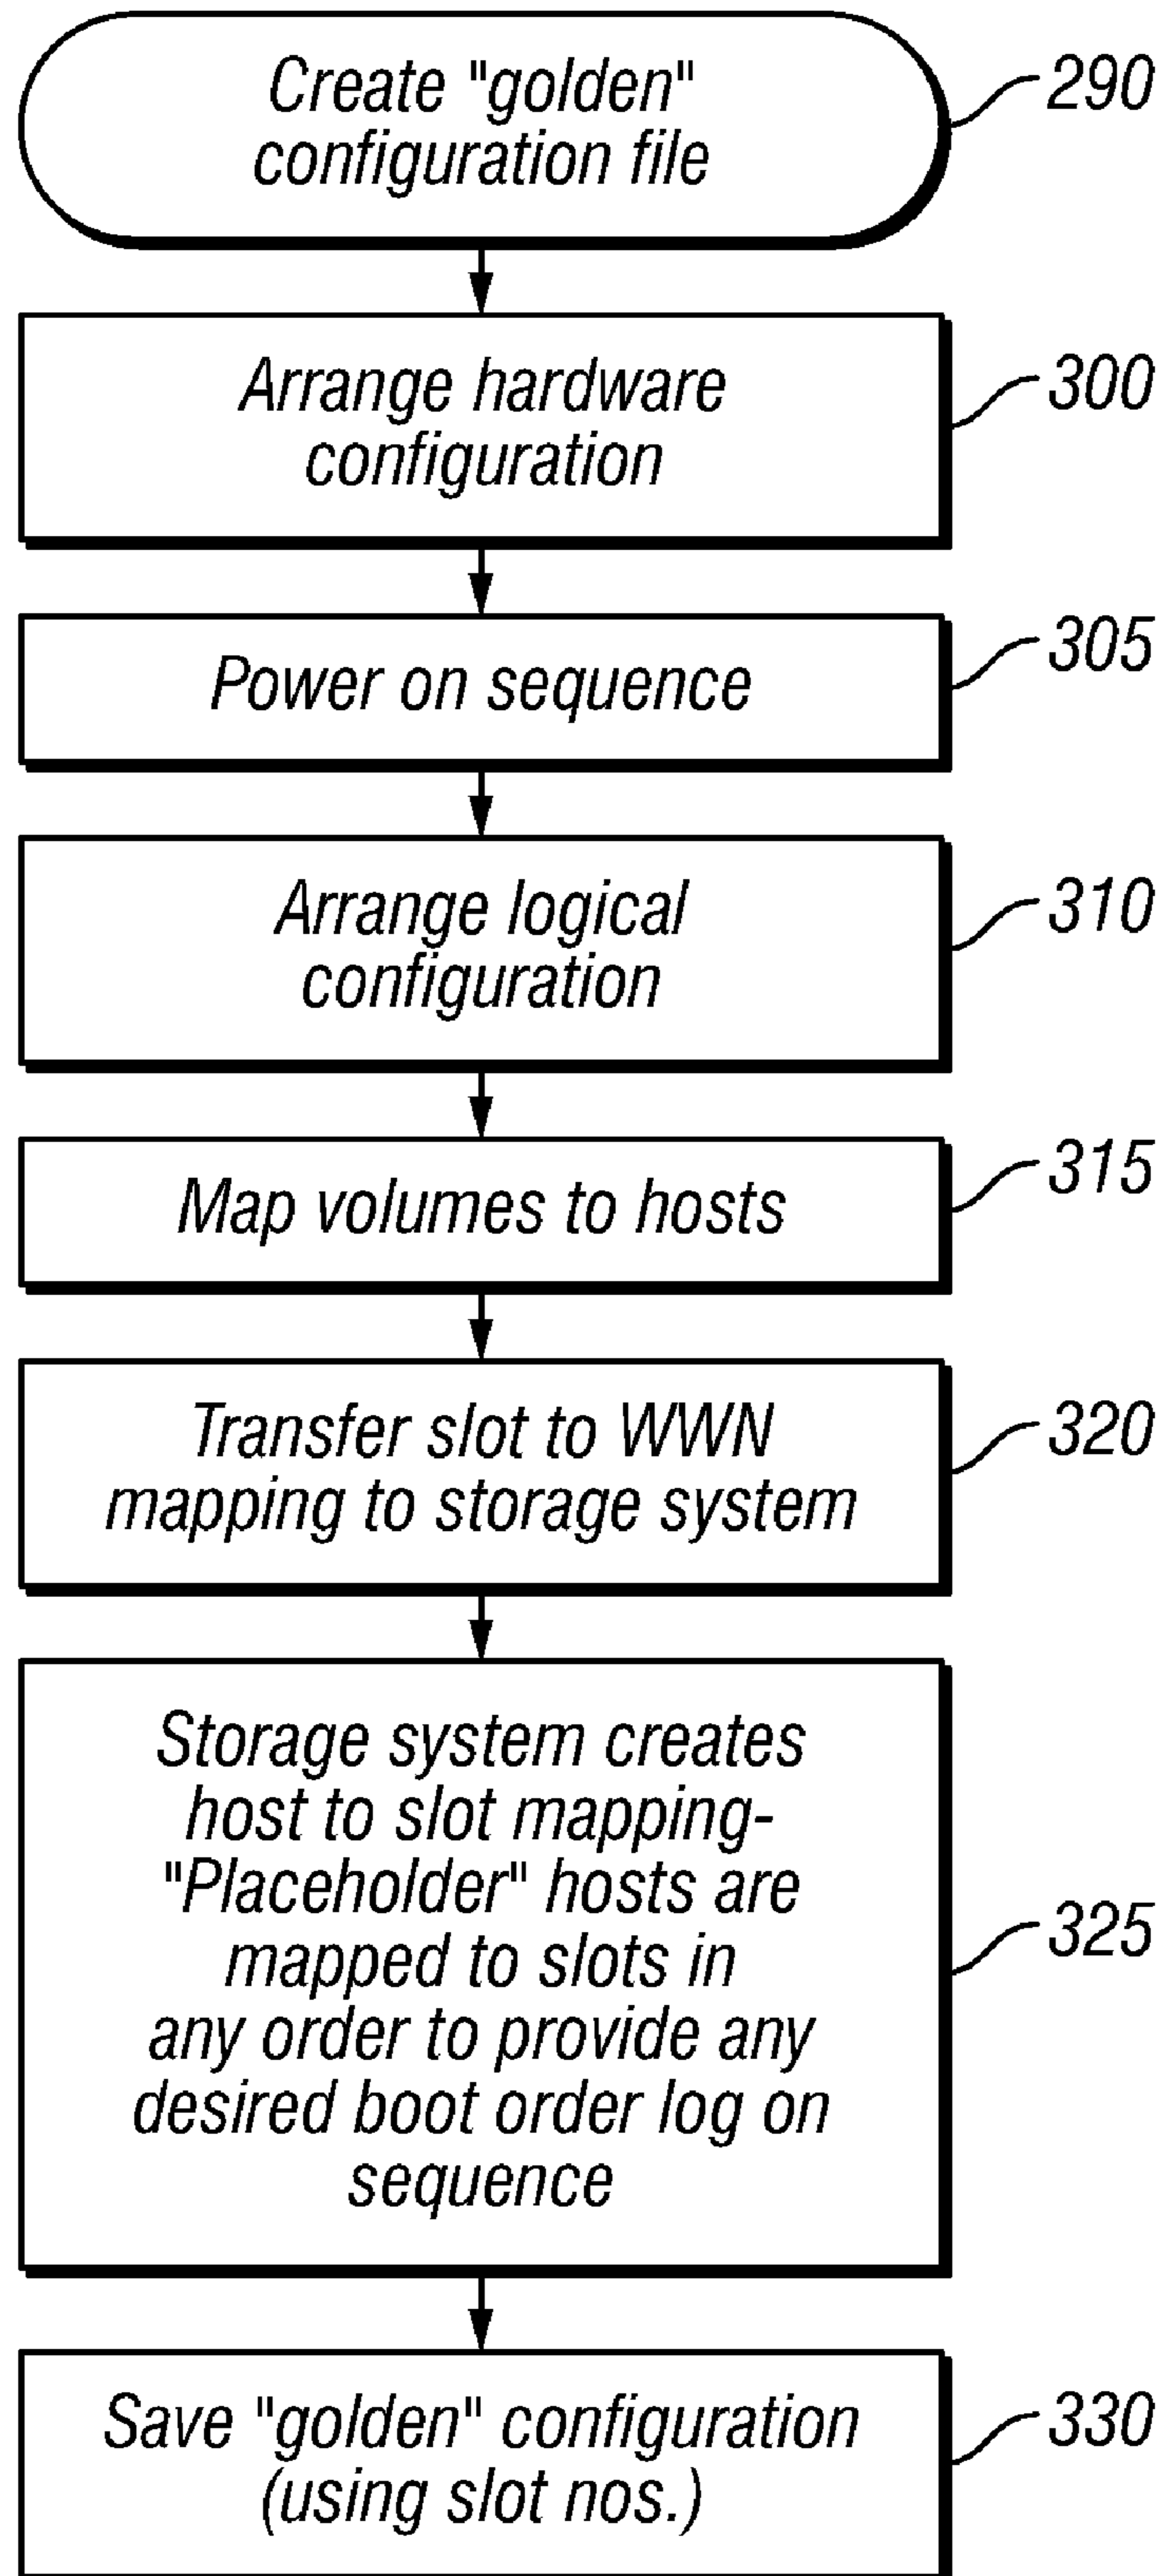 Create "golden"
configuration file
290
Arrange hardware
configuration
300
Power on sequence
305
Arrange logical
configuration
310
Map volumes to hosts
315
Transfer slot to WWN
mapping to storage system
320
Storage system creates
host to slot mapping-
"Placeholder" hosts are
mapped to slots in
any order to provide any
desired boot order log on
sequence
325
Save "golden" configuration
(using slot nos.)
330